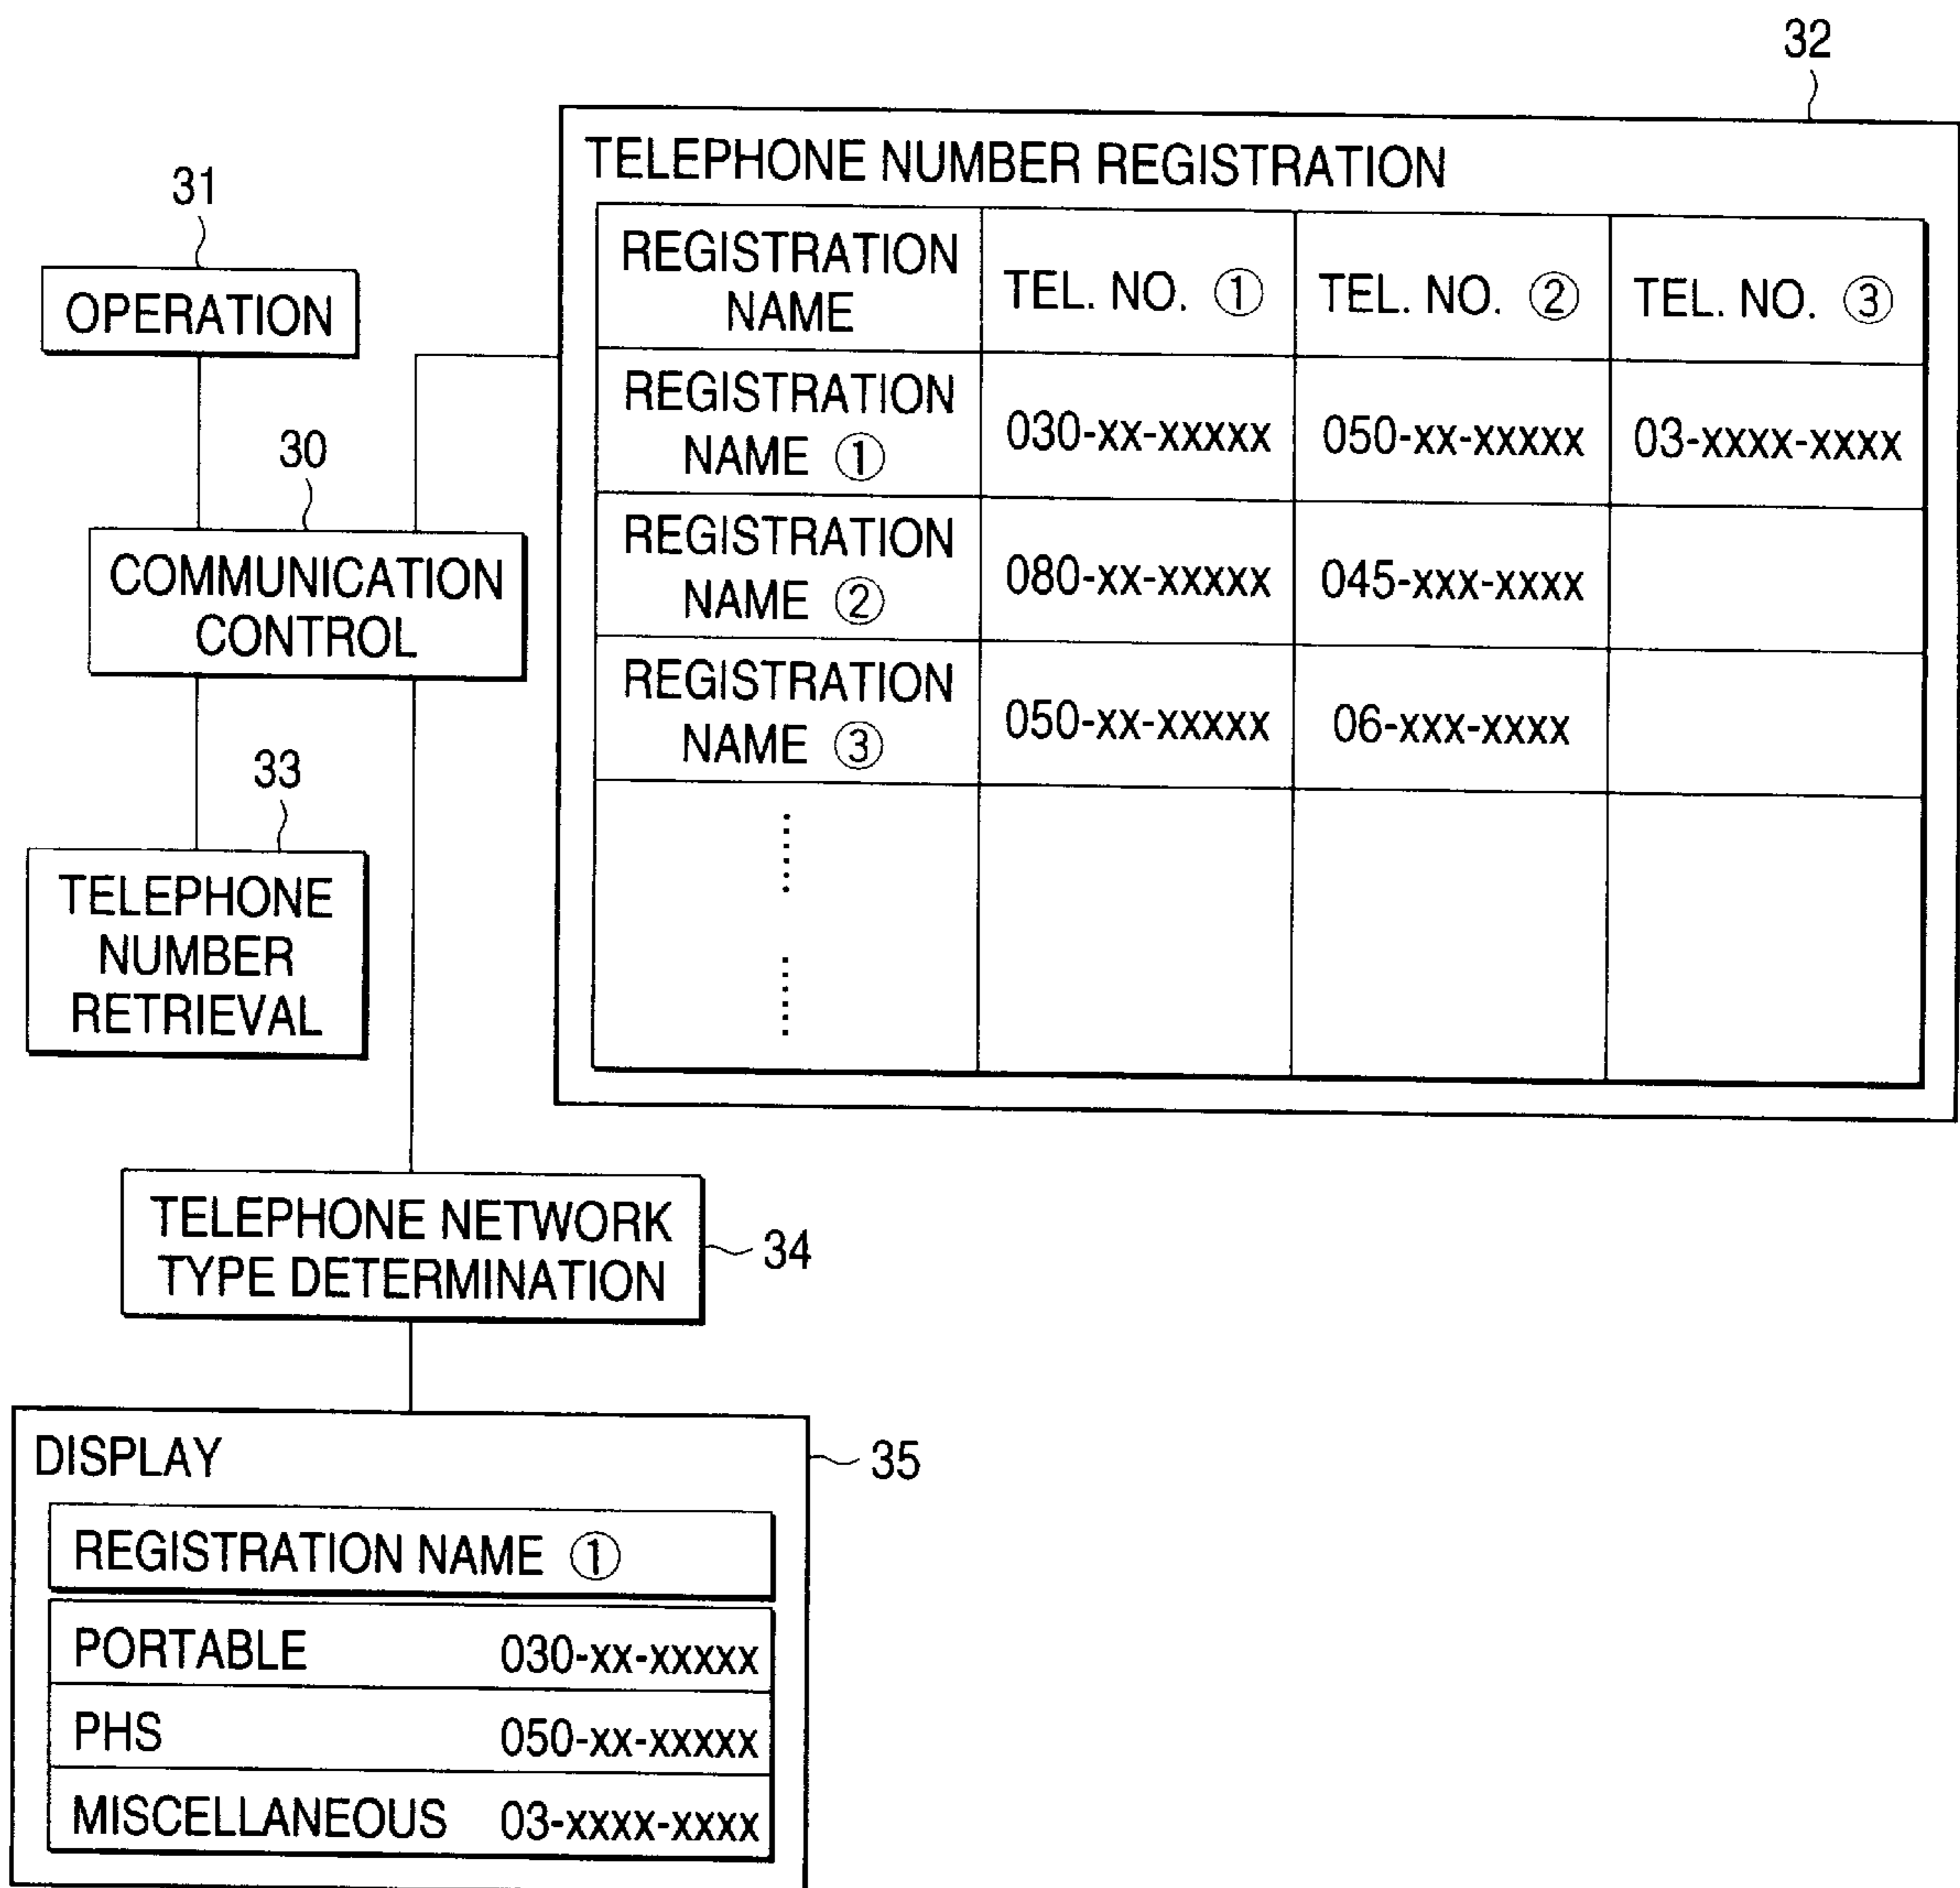 32
TELEPHONE NUMBER REGISTRATION
REGISTRATION
NAME
TEL. NO. ①
TEL. NO. ②
TEL. NO. ③
REGISTRATION
NAME ①
030-xx-xxxxx
050-xx-xxxxx
03-xxxx-xxxx
REGISTRATION
NAME ②
080-xx-xxxxx
045-xxx-xxxx
REGISTRATION
NAME ③
050-xx-xxxxx
06-xxx-xxxx
31
OPERATION
30
COMMUNICATION
CONTROL
33
TELEPHONE
NUMBER
RETRIEVAL
TELEPHONE NETWORK
TYPE DETERMINATION
34
DISPLAY
35
REGISTRATION NAME ①
PORTABLE 030-xx-xxxxx
PHS 050-xx-xxxxx
MISCELLANEOUS 03-xxxx-xxxx